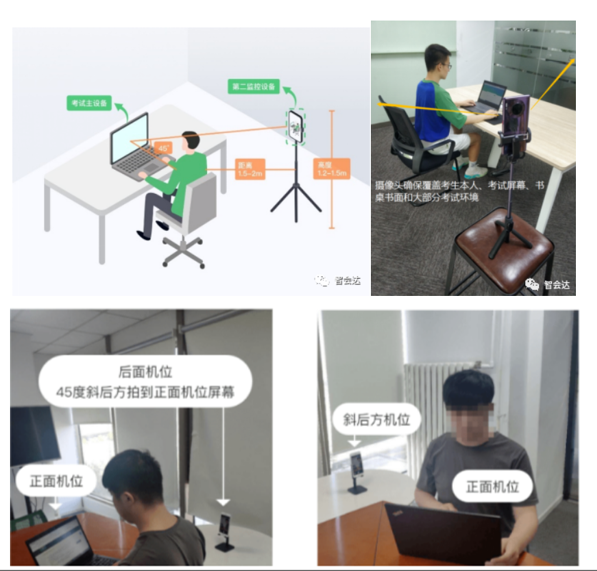 第二监控设备
考试主设备
45°
距离
1.5-2m
高度
1.2-1.5m
智会达
摄像头确保覆盖考生本人、考试屏幕、书
桌书面和大部分考试环境
智会达
后面机位
45度斜后方拍到正面机位屏幕
正面机位
斜后方机位
正面机位